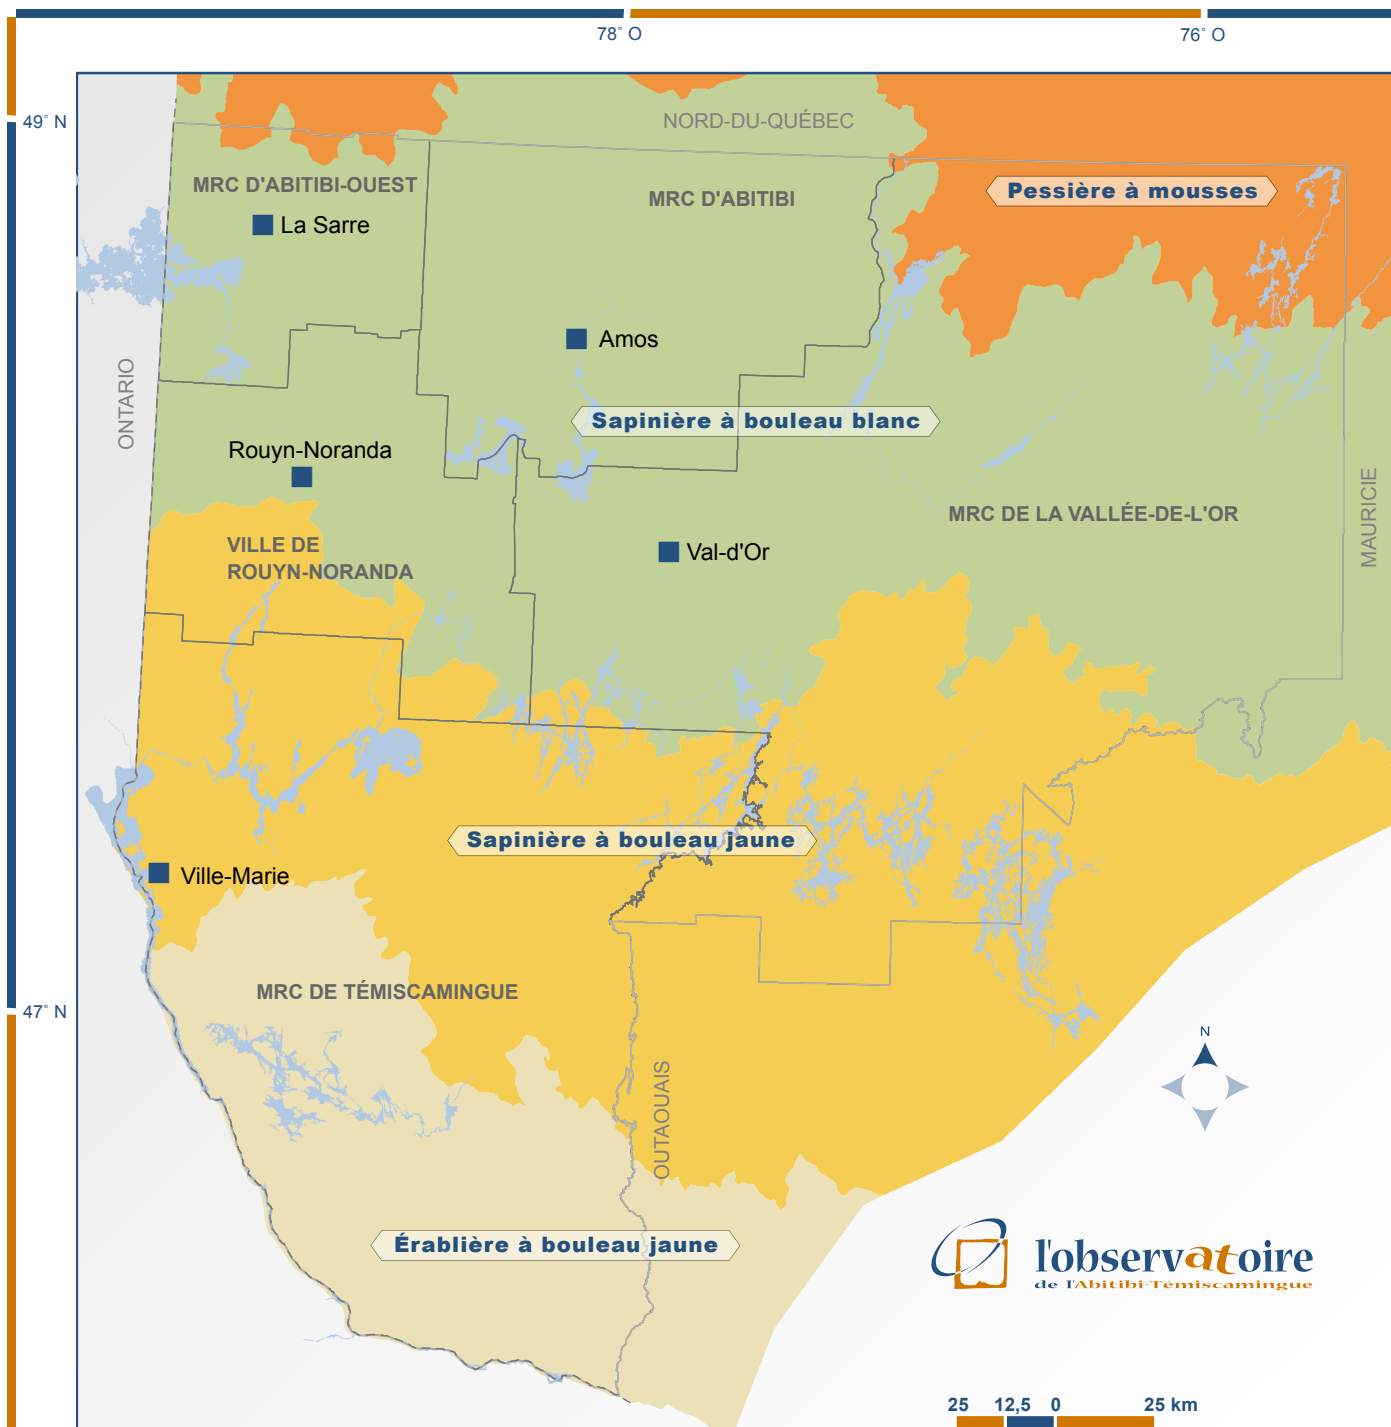 78° O
76° O
49° N
NORD-DU-QUÉBEC
MRC D'ABITIBI-OUEST
MRC D'ABITIBI
Pessière à mousses
La Sarre
Amos
ONTARIO
Sapinière à bouleau blanc
Rouyn-Noranda
MAURICIE
MRC DE LA VALLÉE-DE-L'OR
VILLE DE
ROUYN-NORANDA
Val-d'Or
Sapinière à bouleau jaune
Ville-Marie
MRC DE TÉMISCAMINGUE
47° N
N
OUTAOUAIS
Érablière à bouleau jaune
l'observatoire
de l'Abitibi-Témiscamingue
25 12,5 0 25 km